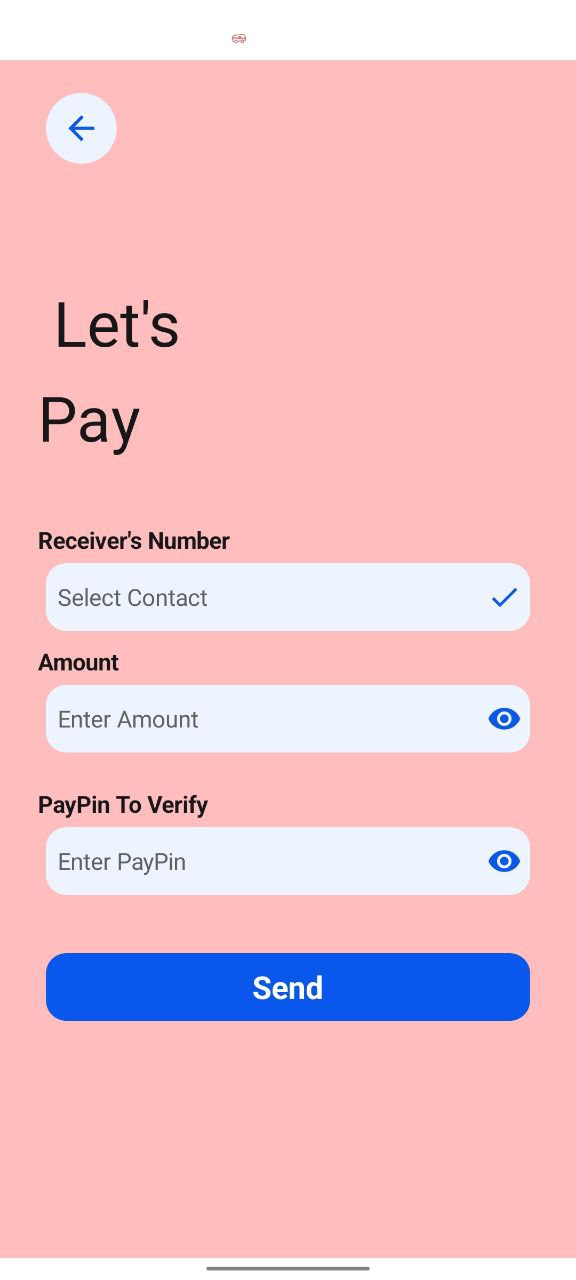 Let's
Pay
Receiver's Number
Select Contact
Amount
Enter Amount
PayPin To Verify
Enter PayPin
Send